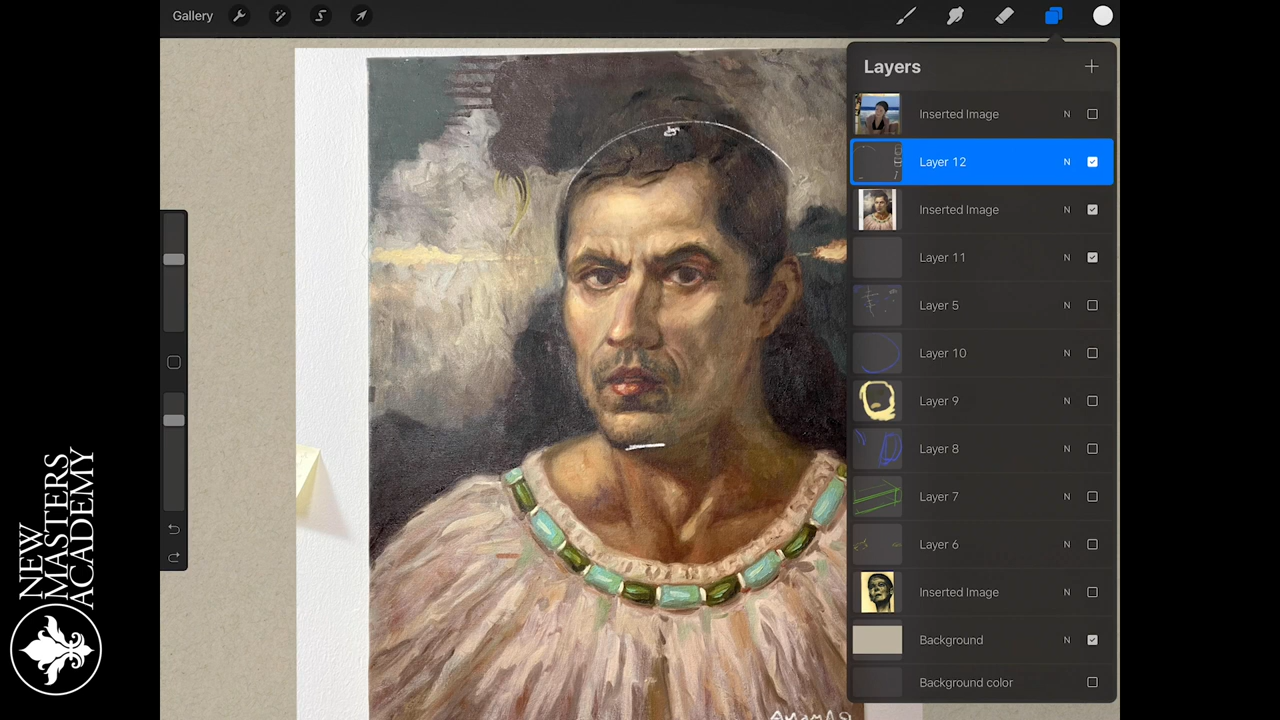 Gallery
Layers
Inserted Image N
Layer 12 N
Inserted Image N
Layer 11 N
Layer 5 N
Layer 10 N
Layer 9 N
Layer 8 N
Layer 7 N
Layer 6 N
Inserted Image N
Background N
Background color
NEW
MASTERS
ACADEMY